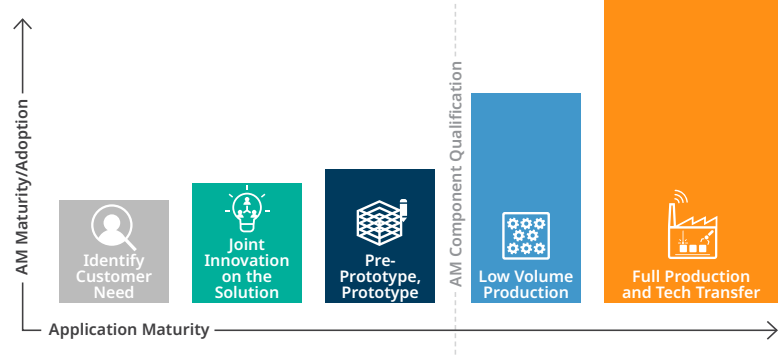 AM Maturity/Adoption
Identify
Customer
Need
Joint
Innovation
on the
Solution
Pre-
Prototype,
Prototype
AM Component Qualification
Low Volume
Production
Full Production
and Tech Transfer
Application Maturity